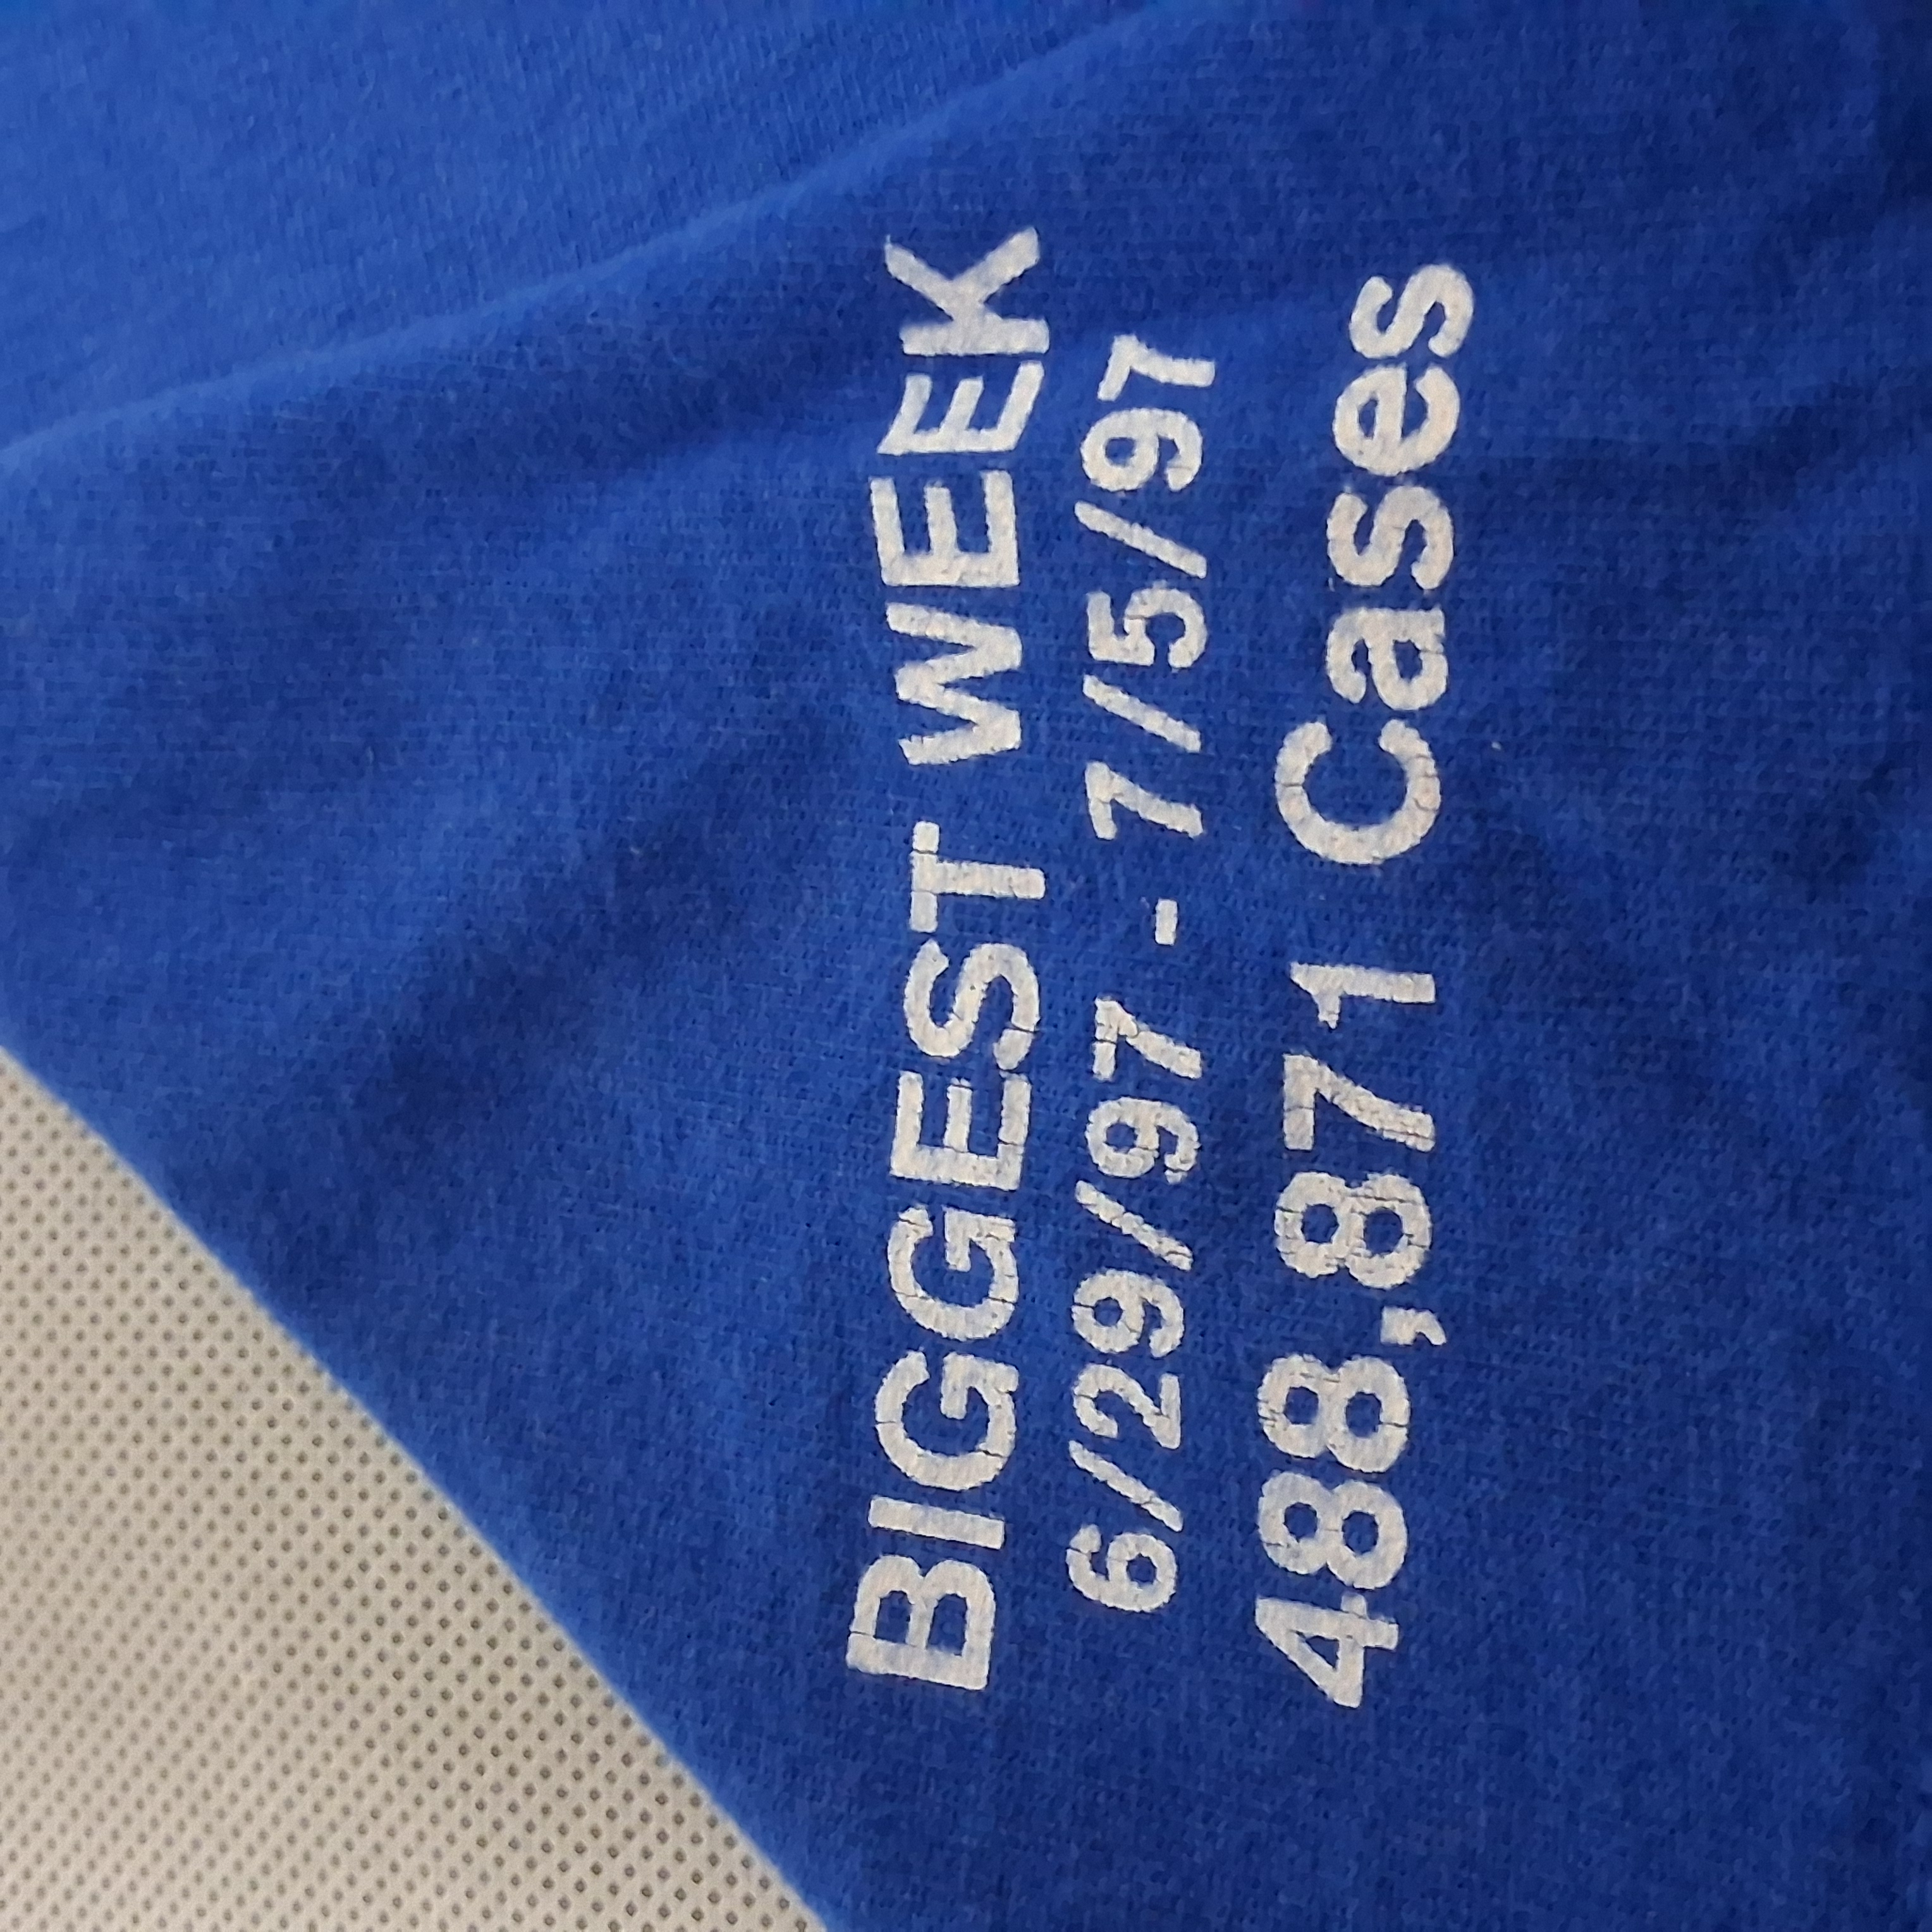 BIGGEST WEEK
6/29/97 - 7/5/97
488,871 Cases